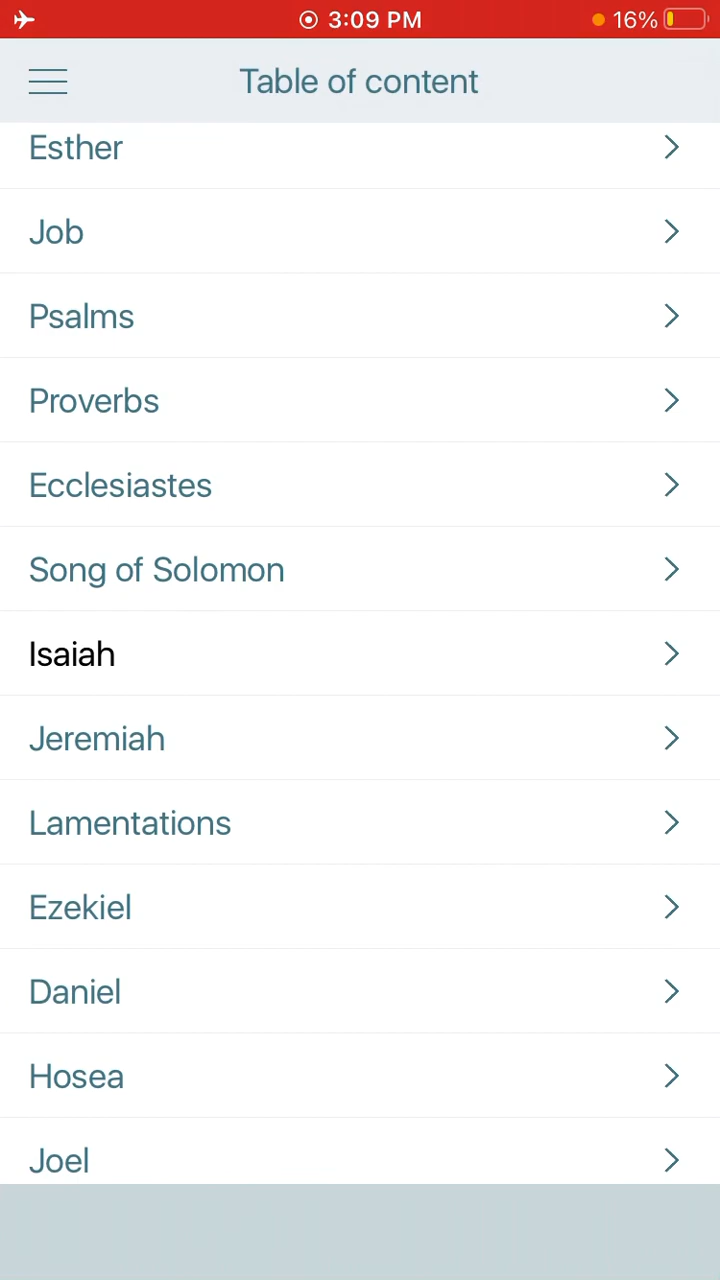 3:09 PM
16%
Table of content
Esther
Job
Psalms
Proverbs
Ecclesiastes
Song of Solomon
Isaiah
Jeremiah
Lamentations
Ezekiel
Daniel
Hosea
Joel